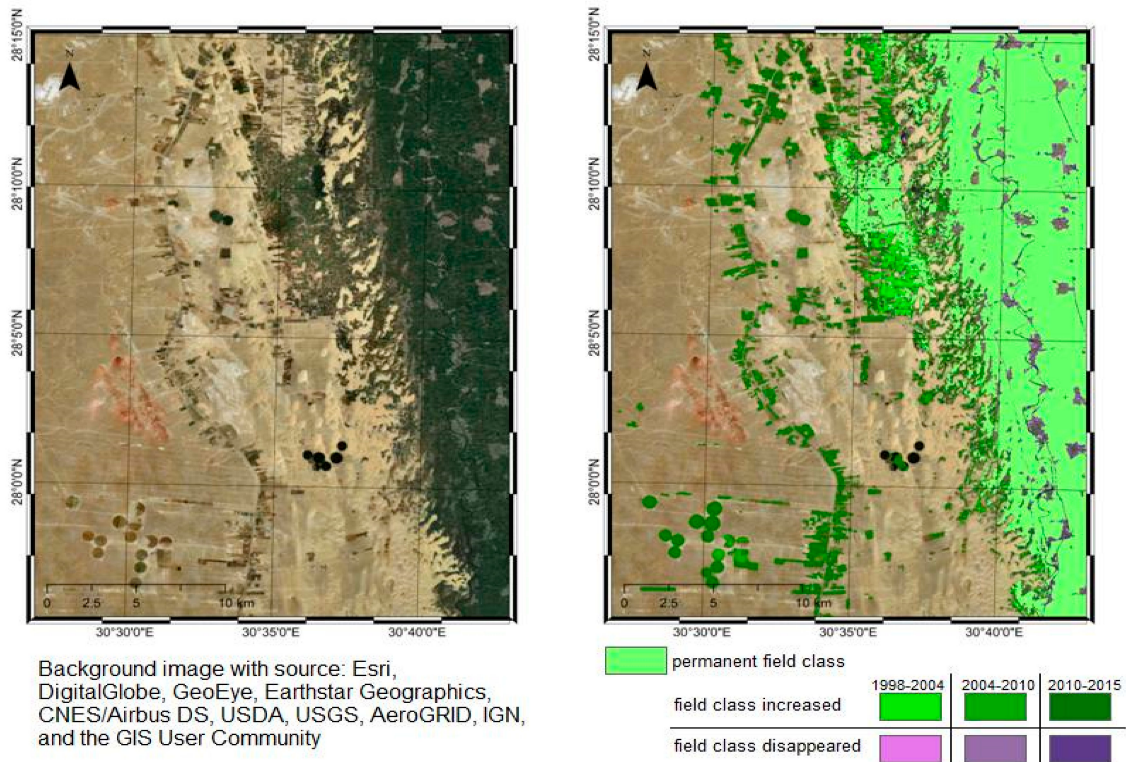 28°15'0"N
28°10'0"N
28°5'0"N
28°0'0"N
N
0 2.5 5 10 km
30°30'0"E 30°35'0"E 30°40'0"E
28°15'0"N
28°10'0"N
28°5'0"N
28°0'0"N
N
0 2.5 5 10 km
30°30'0"E 30°35'0"E 30°40'0"E
Background image with source: Esri,
DigitalGlobe, GeoEye, Earthstar Geographics,
CNES/Airbus DS, USDA, USGS, AeroGRID, IGN,
and the GIS User Community
permanent field class
1998-2004 2004-2010 2010-2015
field class increased
field class disappeared